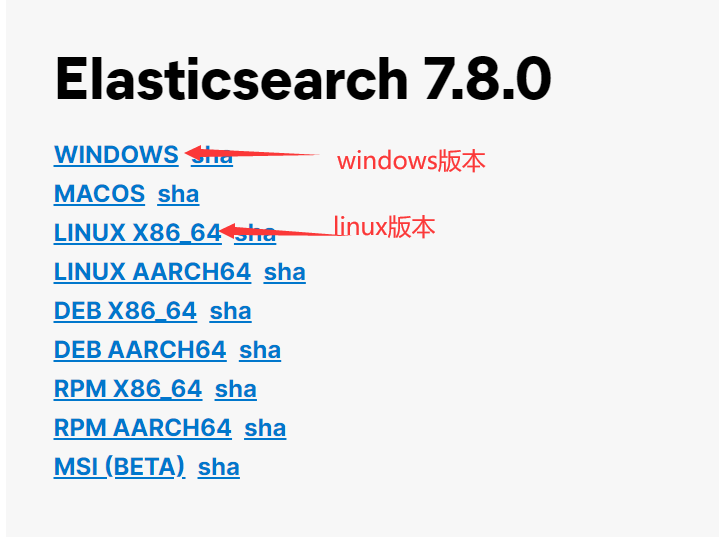 Elasticsearch 7.8.0
WINDOWS sha
windows版本
MACOS sha
linux版本
LINUX X86_64 sha
LINUX AARCH64 sha
DEB X86_64 sha
DEB AARCH64 sha
RPM X86_64 sha
RPM AARCH64 sha
MSI (BETA) sha